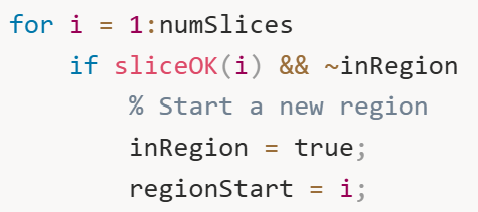 for i = 1:numSlices
    if sliceOK(i) && ~inRegion
        % Start a new region
        inRegion = true;
        regionStart = i;